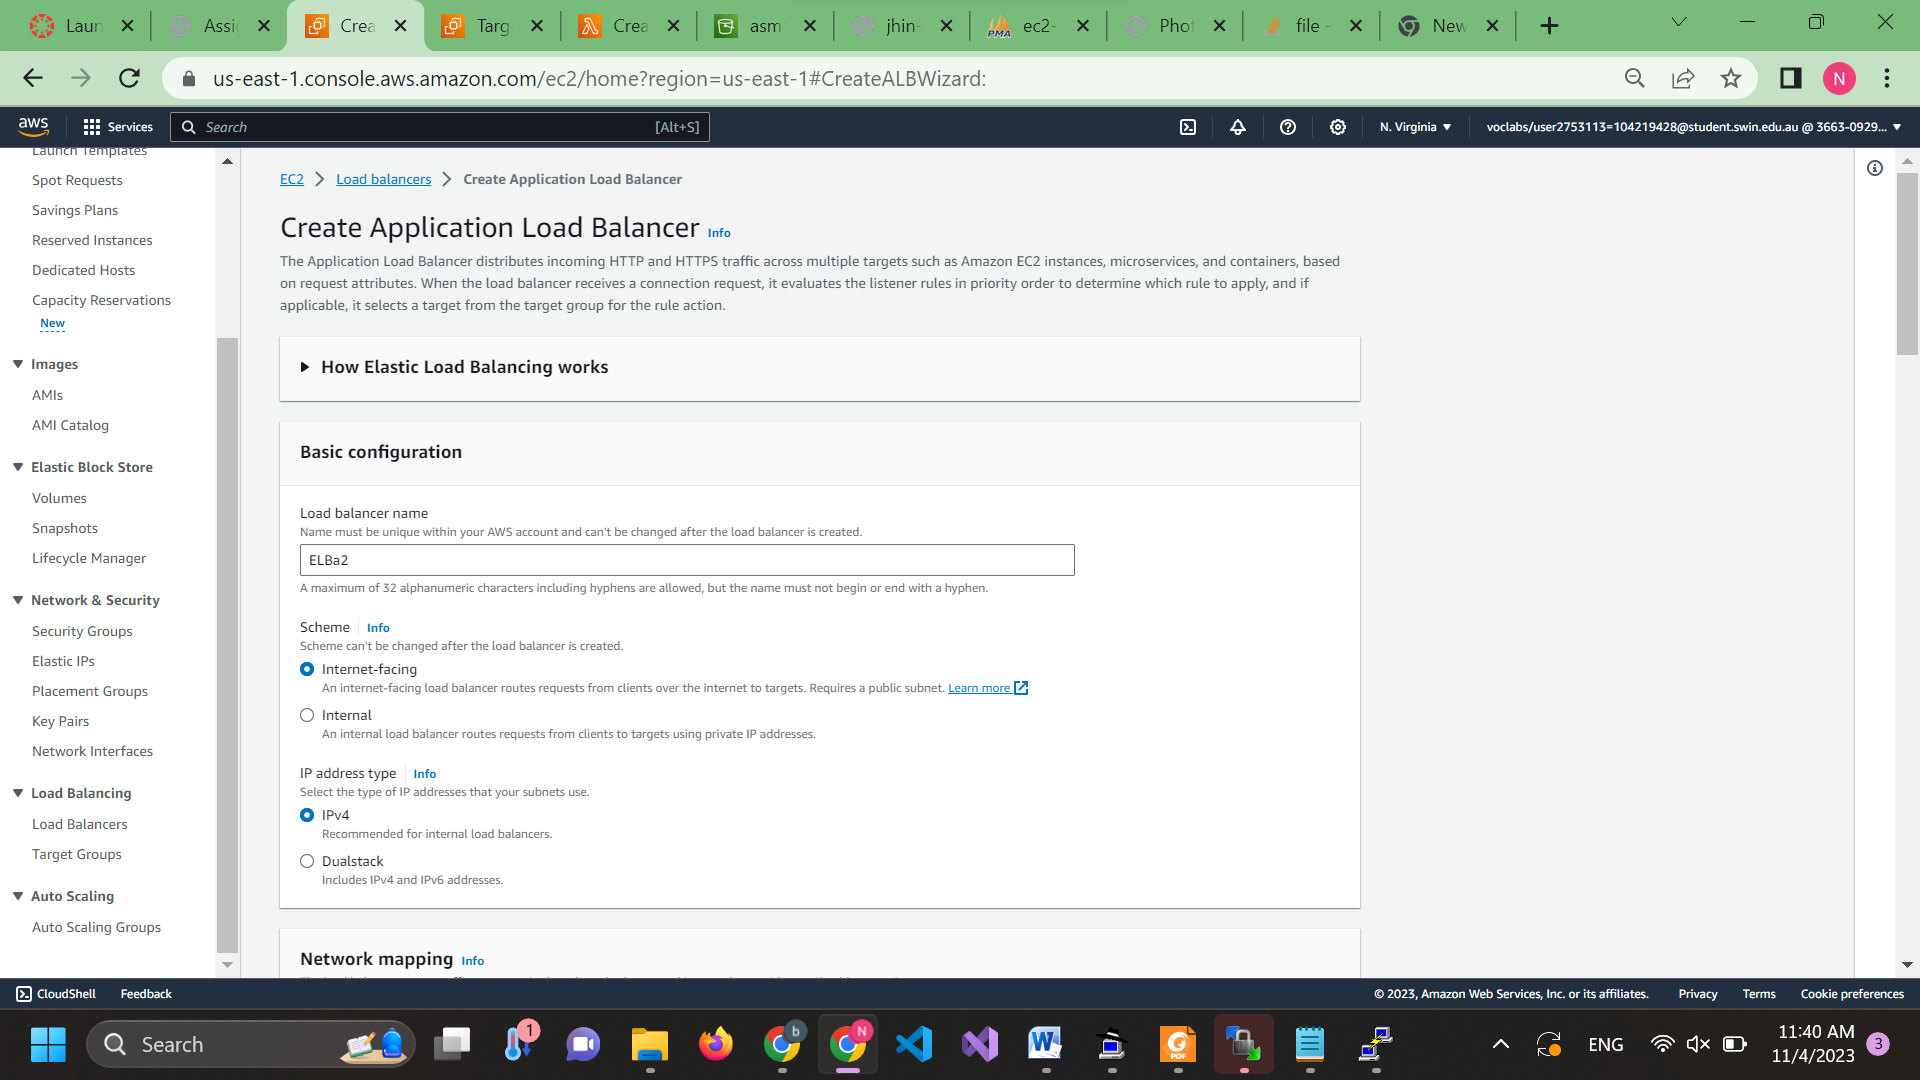 Laun
Assig
Crea
Targ
Crea
asm
jhin-
ec2-
Phot
file -
New
us-east-1.console.aws.amazon.com/ec2/home?region=us-east-1#CreateALBWizard:
N
aws
Services
Search
[Alt+S]
N. Virginia
voclabs/user2753113=104219428@student.swin.edu.au @ 3663-0929...
Launch Templates
Spot Requests
Savings Plans
Reserved Instances
Dedicated Hosts
Capacity Reservations
New
Images
AMIs
AMI Catalog
Elastic Block Store
Volumes
Snapshots
Lifecycle Manager
Network & Security
Security Groups
Elastic IPs
Placement Groups
Key Pairs
Network Interfaces
Load Balancing
Load Balancers
Target Groups
Auto Scaling
Auto Scaling Groups
EC2 > Load balancers > Create Application Load Balancer
Create Application Load Balancer Info
The Application Load Balancer distributes incoming HTTP and HTTPS traffic across multiple targets such as Amazon EC2 instances, microservices, and containers, based
on request attributes. When the load balancer receives a connection request, it evaluates the listener rules in priority order to determine which rule to apply, and if
applicable, it selects a target from the target group for the rule action.
How Elastic Load Balancing works
Basic configuration
Load balancer name
Name must be unique within your AWS account and can't be changed after the load balancer is created.
ELBa2
A maximum of 32 alphanumeric characters including hyphens are allowed, but the name must not begin or end with a hyphen.
Scheme Info
Scheme can't be changed after the load balancer is created.
Internet-facing
An internet-facing load balancer routes requests from clients over the internet to targets. Requires a public subnet. Learn more
Internal
An internal load balancer routes requests from clients to targets using private IP addresses.
IP address type Info
Select the type of IP addresses that your subnets use.
IPv4
Recommended for internal load balancers.
Dualstack
Includes IPv4 and IPv6 addresses.
Network mapping Info
CloudShell
Feedback
© 2023, Amazon Web Services, Inc. or its affiliates.
Privacy
Terms
Cookie preferences
Search
1
b
N
PDF
ENG
11:40 AM
11/4/2023
3